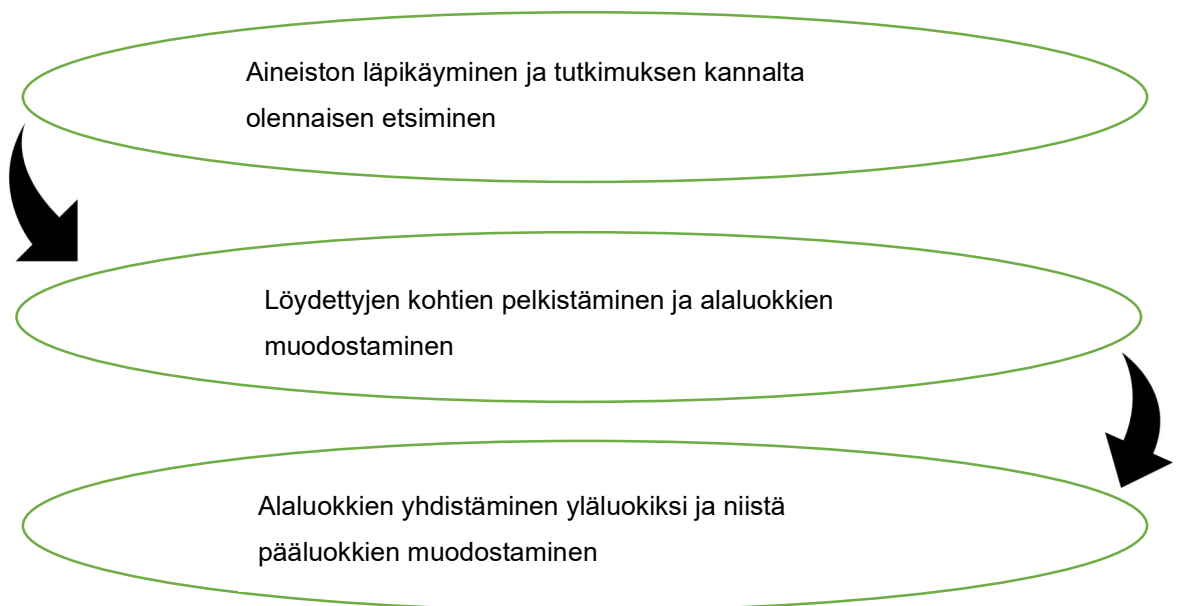 Aineiston läpikäyminen ja tutkimuksen kannalta
olennaisen etsiminen
Löydettyjen kohtien pelkistäminen ja alaluokkien
muodostaminen
Alaluokkien yhdistäminen yläluokiksi ja niistä
pääluokkien muodostaminen